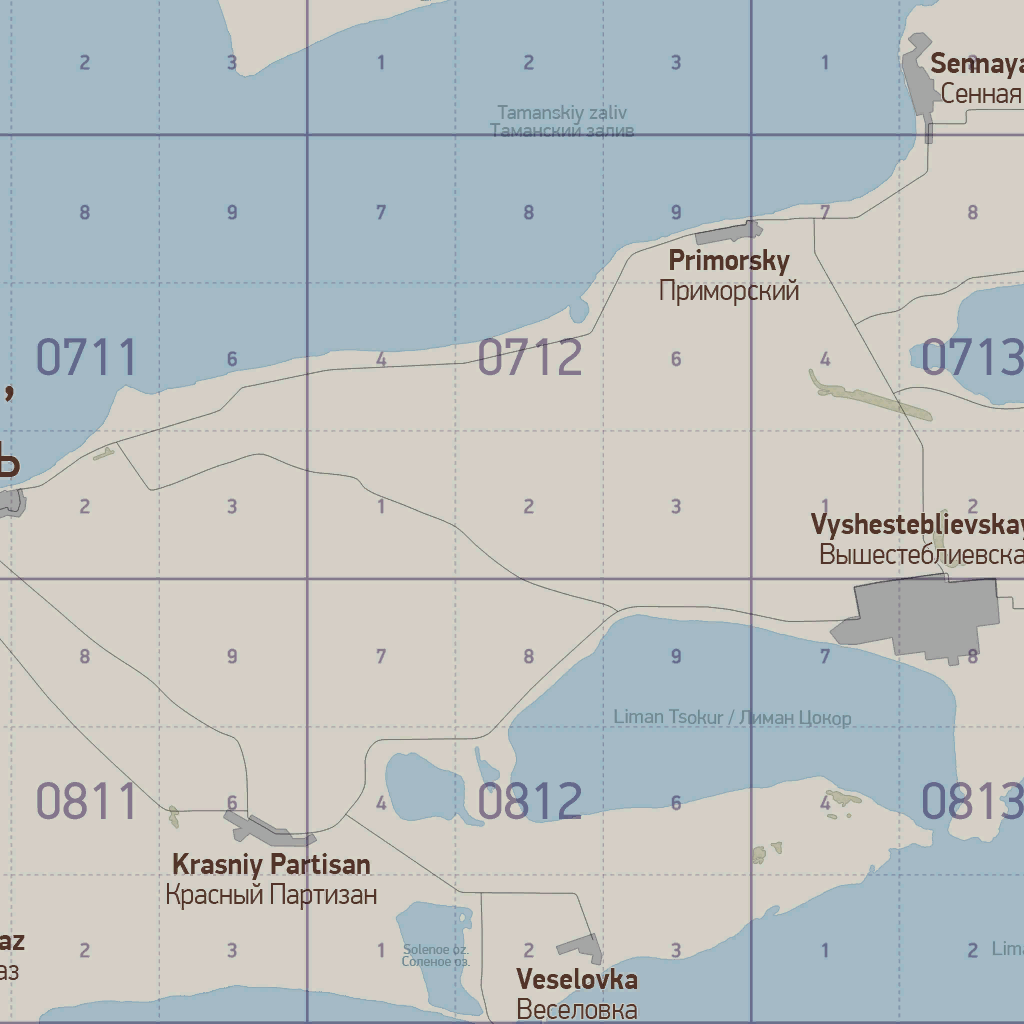 2 3 1 2 3 1 2
Sennaya
Сенная
Tamanskiy zaliv
Таманский залив
8 9 7 8 9 7 8
Primorsky
Приморский
0711 6 4 0712 6 4 0713
,
Ь
2 3 1 2 3 1 2
Vyshesteblievskay
Вышестеблиевска
8 9 7 8 9 7 8
Liman Tsokur / Лиман Цокор
0811 6 4 0812 6 4 0813
Krasniy Partisan
Красный Партизан
az
аз
2 3 1 2 3 1 2
Solenoe oz.
Соленое оз.
Lima
Veselovka
Веселовка